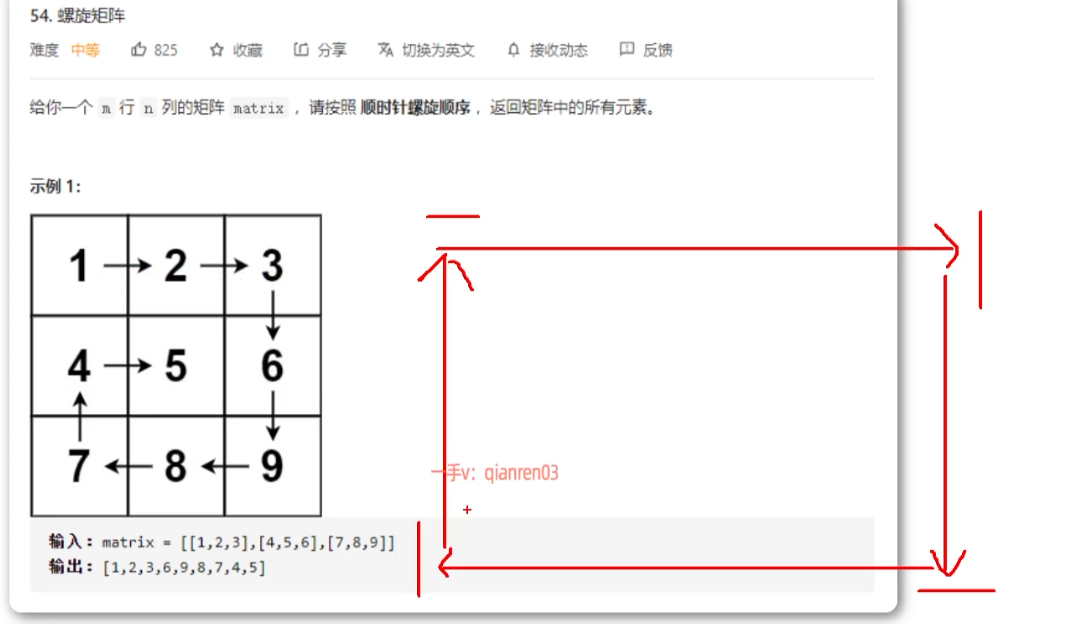 54. 螺旋矩阵
难度 中等 825 收藏 分享 切换为英文 接收动态 反馈
给你一个 m 行 n 列的矩阵 matrix ，请按照 顺时针螺旋顺序 ，返回矩阵中的所有元素。
示例 1：
1 2 3
4 5 6
7 8 9
一手v：qianren03
输入：matrix = [[1,2,3],[4,5,6],[7,8,9]]
输出：[1,2,3,6,9,8,7,4,5]